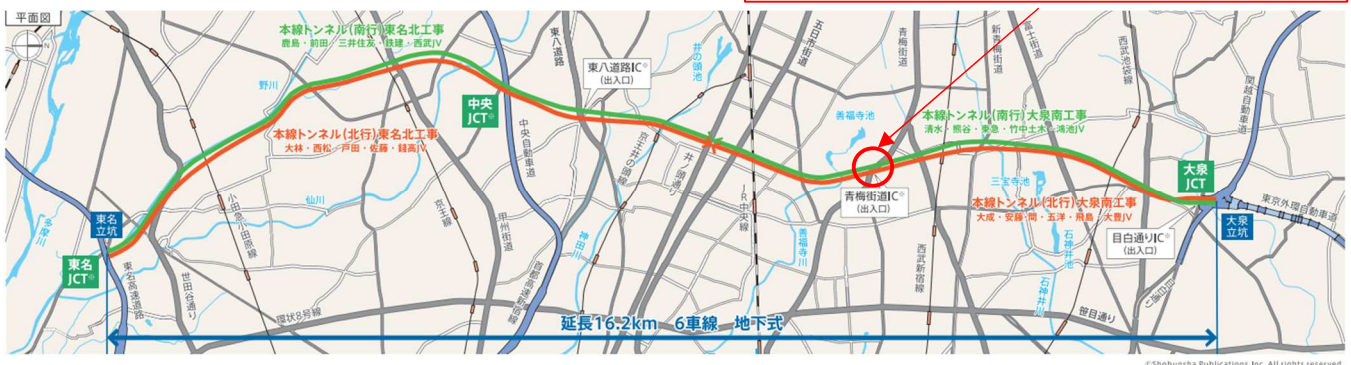 平面図
N
本線トンネル(南行)東名北工事
鹿島・前田・三井住友・鉄建・西武JV
野川
本線トンネル(北行)東名北工事
大林・西松・戸田・佐藤・錢高JV
多摩川
東名
立坑
東名
JCT※
東名高速道路
世田谷通り
小田急小田原線
仙川
環状8号線
京王線
甲州街道
中央
JCT※
中央自動車道
首都高速新宿線
東八道路
東八道路IC※
(出入口)
神田川
京王井の頭線
井の頭池
井ノ頭通り
JR中央線
五日市街道
善福寺池
善福寺川
青梅街道
青梅街道IC※
(出入口)
西武新宿線
新青梅街道
富士街道
本線トンネル(南行)大泉南工事
清水・熊谷・東急・竹中土木・鴻池JV
三宝寺池
本線トンネル(北行)大泉南工事
大成・安藤・間・五洋・飛島・大豊JV
石神井池
石神井川
西武池袋線
目白通りIC※
(出入口)
目白通り
笹目通り
大泉
JCT
大泉
立坑
関越自動車道
東京外環自動車道
延長16.2km 6車線 地下式
©Shobunsha Publications,Inc. All rights reserved.